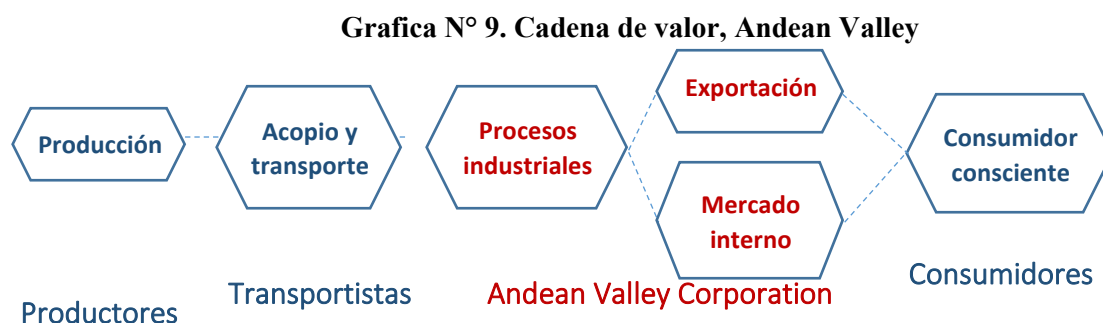 Grafica N° 9. Cadena de valor, Andean Valley
Producción
Acopio y
transporte
Procesos
industriales
Exportación
Mercado
interno
Consumidor
consciente
Productores
Transportistas
Andean Valley Corporation
Consumidores